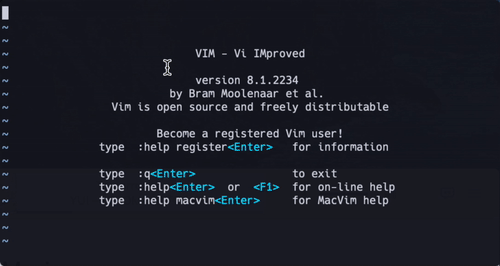 ~
~
~
~ VIM - Vi IMproved
~
~ version 8.1.2234
~ by Bram Moolenaar et al.
~ Vim is open source and freely distributable
~
~ Become a registered Vim user!
~ type :help register<Enter> for information
~
~ type :q<Enter> to exit
~ type :help<Enter> or <F1> for on-line help
~ type :help macvim<Enter> for MacVim help
~
~
~